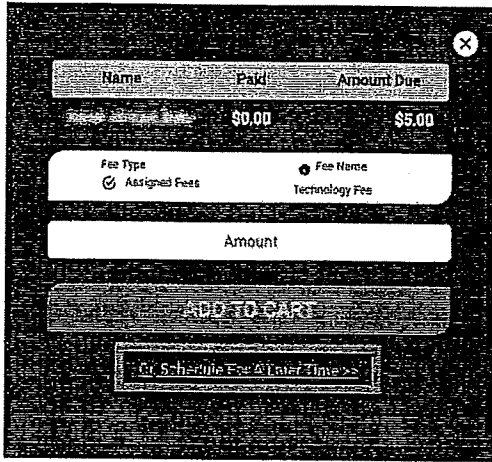 Name Paid Amount Due
$0.00 $5.00
Fee Type Fee Name
Assigned Fees Technology Fee
Amount
ADD TO CART
Or, Schedule For A Later Time >>